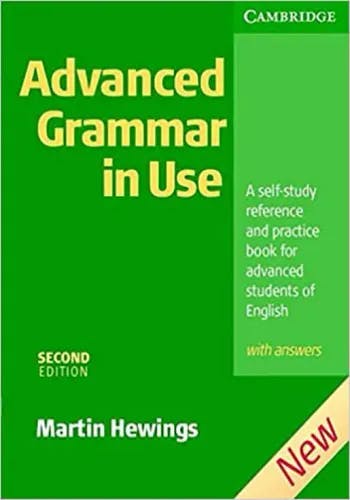 CAMBRIDGE
Advanced
Grammar
in Use
A self-study
reference
and practice
book for
advanced
students of
English
with answers
SECOND
EDITION
Martin Hewings
New